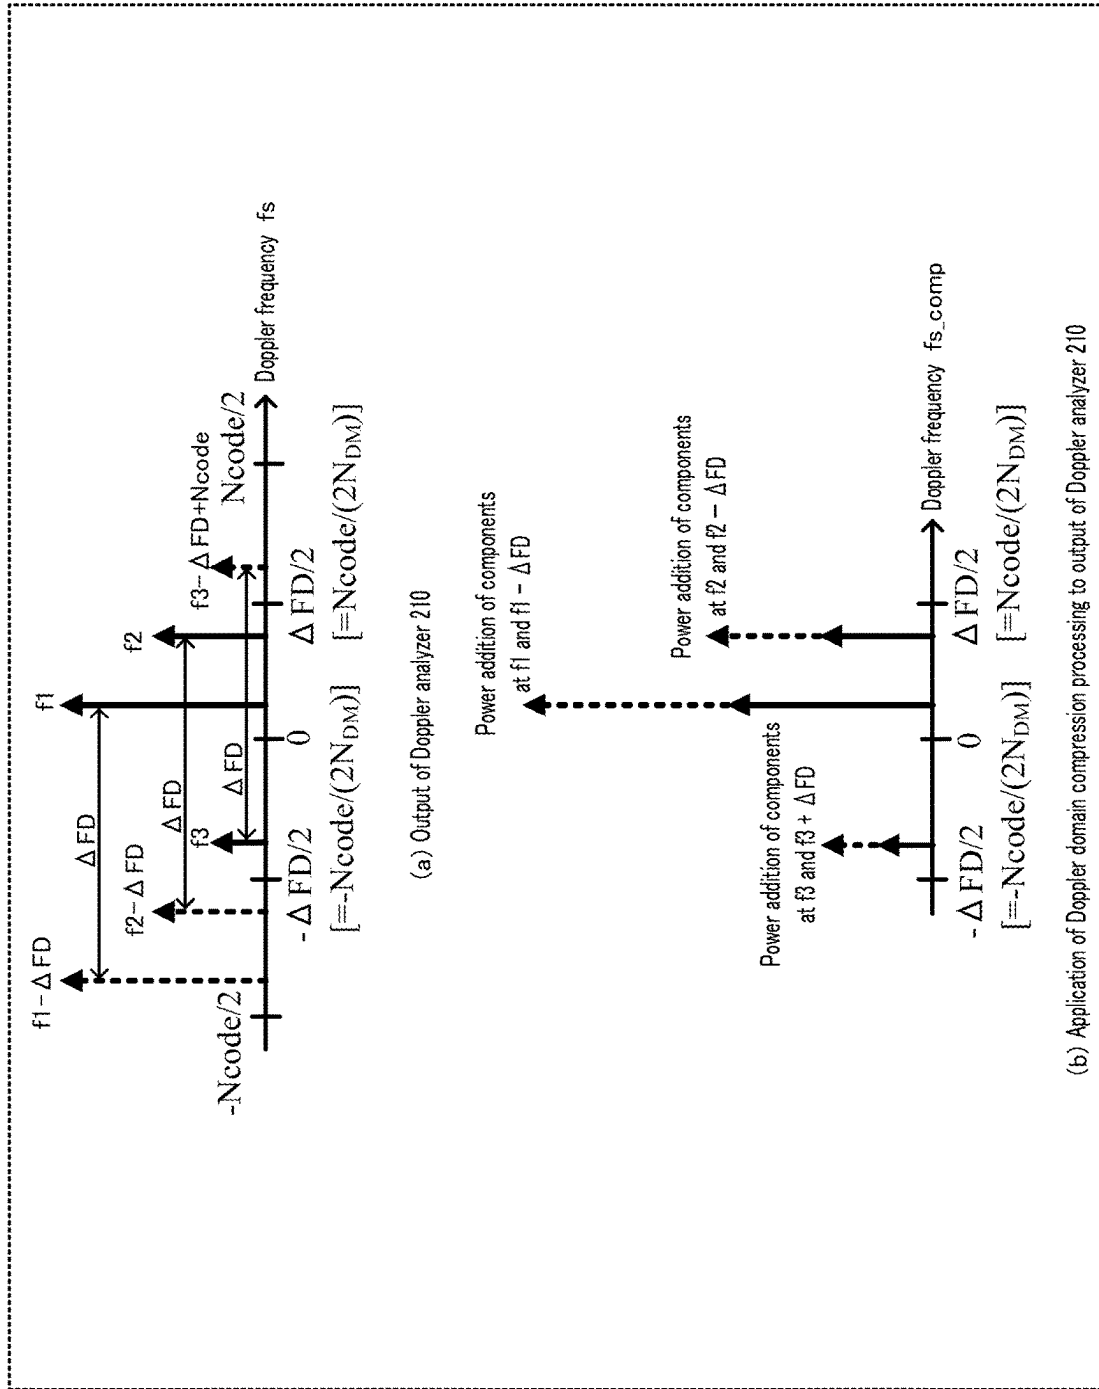 f1−ΔFD
ΔFD
f1
f2−ΔFD
ΔFD
f2
f3
ΔFD
f3−ΔFD+Ncode
-Ncode/2
Ncode/2
Doppler frequency fs
-ΔFD/2
0
ΔFD/2
[=-Ncode/(2N_DM)]
[=Ncode/(2N_DM)]
(a) Output of Doppler analyzer 210
Power addition of components
at f1 and f1 − ΔFD
Power addition of components
at f2 and f2 − ΔFD
Power addition of components
at f3 and f3 + ΔFD
Doppler frequency fs_comp
-ΔFD/2
0
ΔFD/2
[=-Ncode/(2N_DM)]
[=Ncode/(2N_DM)]
(b) Application of Doppler domain compression processing to output of Doppler analyzer 210